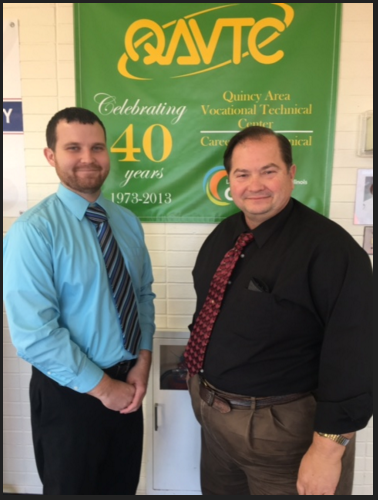 QAVTC
Celebrating
40
years
1973-2013
Quincy Area
Vocational Technical
Center
Y